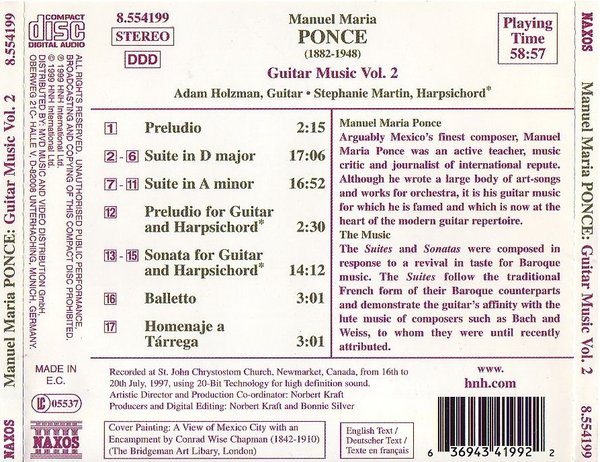 8.554199
Manuel Maria PONCE: Guitar Music Vol. 2
NAXOS
COMPACT
disc
DIGITAL AUDIO
ALL RIGHTS RESERVED. UNAUTHORISED PUBLIC PERFORMANCE,
BROADCASTING AND COPYING OF THIS COMPACT DISC PROHIBITED.
℗ 1999 HNH International Ltd.
© 1999 HNH International Ltd.
DISTRIBUTED BY: MVD MUSIC AND VIDEO DISTRIBUTION GmbH,
OBERWEG 21C- HALLE V, D-82008 UNTERHACHING, MUNICH, GERMANY.
MADE IN
E.C.
LC 05537
NAXOS
8.554199
STEREO
DDD
Manuel Maria
PONCE
(1882-1948)
Guitar Music Vol. 2
Adam Holzman, Guitar • Stephanie Martin, Harpsichord*
Playing
Time
58:57
1 Preludio 2:15
2 - 6 Suite in D major 17:06
7 - 11 Suite in A minor 16:52
12 Preludio for Guitar
and Harpsichord* 2:30
13 - 15 Sonata for Guitar
and Harpsichord* 14:12
16 Balletto 3:01
17 Homenaje a
Tárrega 3:01
Manuel Maria Ponce
Arguably Mexico's finest composer, Manuel
Maria Ponce was an active teacher, music
critic and journalist of international repute.
Although he wrote a large body of art-songs
and works for orchestra, it is his guitar music
for which he is famed and which is now at the
heart of the modern guitar repertoire.
The Music
The Suites and Sonatas were composed in
response to a revival in taste for Baroque
music. The Suites follow the traditional
French form of their Baroque counterparts
and demonstrate the guitar's affinity with the
lute music of composers such as Bach and
Weiss, to whom they were until recently
attributed.
Recorded at St. John Chrystostom Church, Newmarket, Canada, from 16th to
20th July, 1997, using 20-Bit Technology for high definition sound.
Artistic Director and Production Co-ordinator: Norbert Kraft
Producers and Digital Editing: Norbert Kraft and Bonnie Silver
Cover Painting: A View of Mexico City with an
Encampment by Conrad Wise Chapman (1842-1910)
(The Bridgeman Art Libary, London)
English Text /
Deutscher Text /
Texte en français
www.
hnh.com
6 36943 41992 2
NAXOS
Manuel Maria PONCE: Guitar Music Vol. 2
8.554199